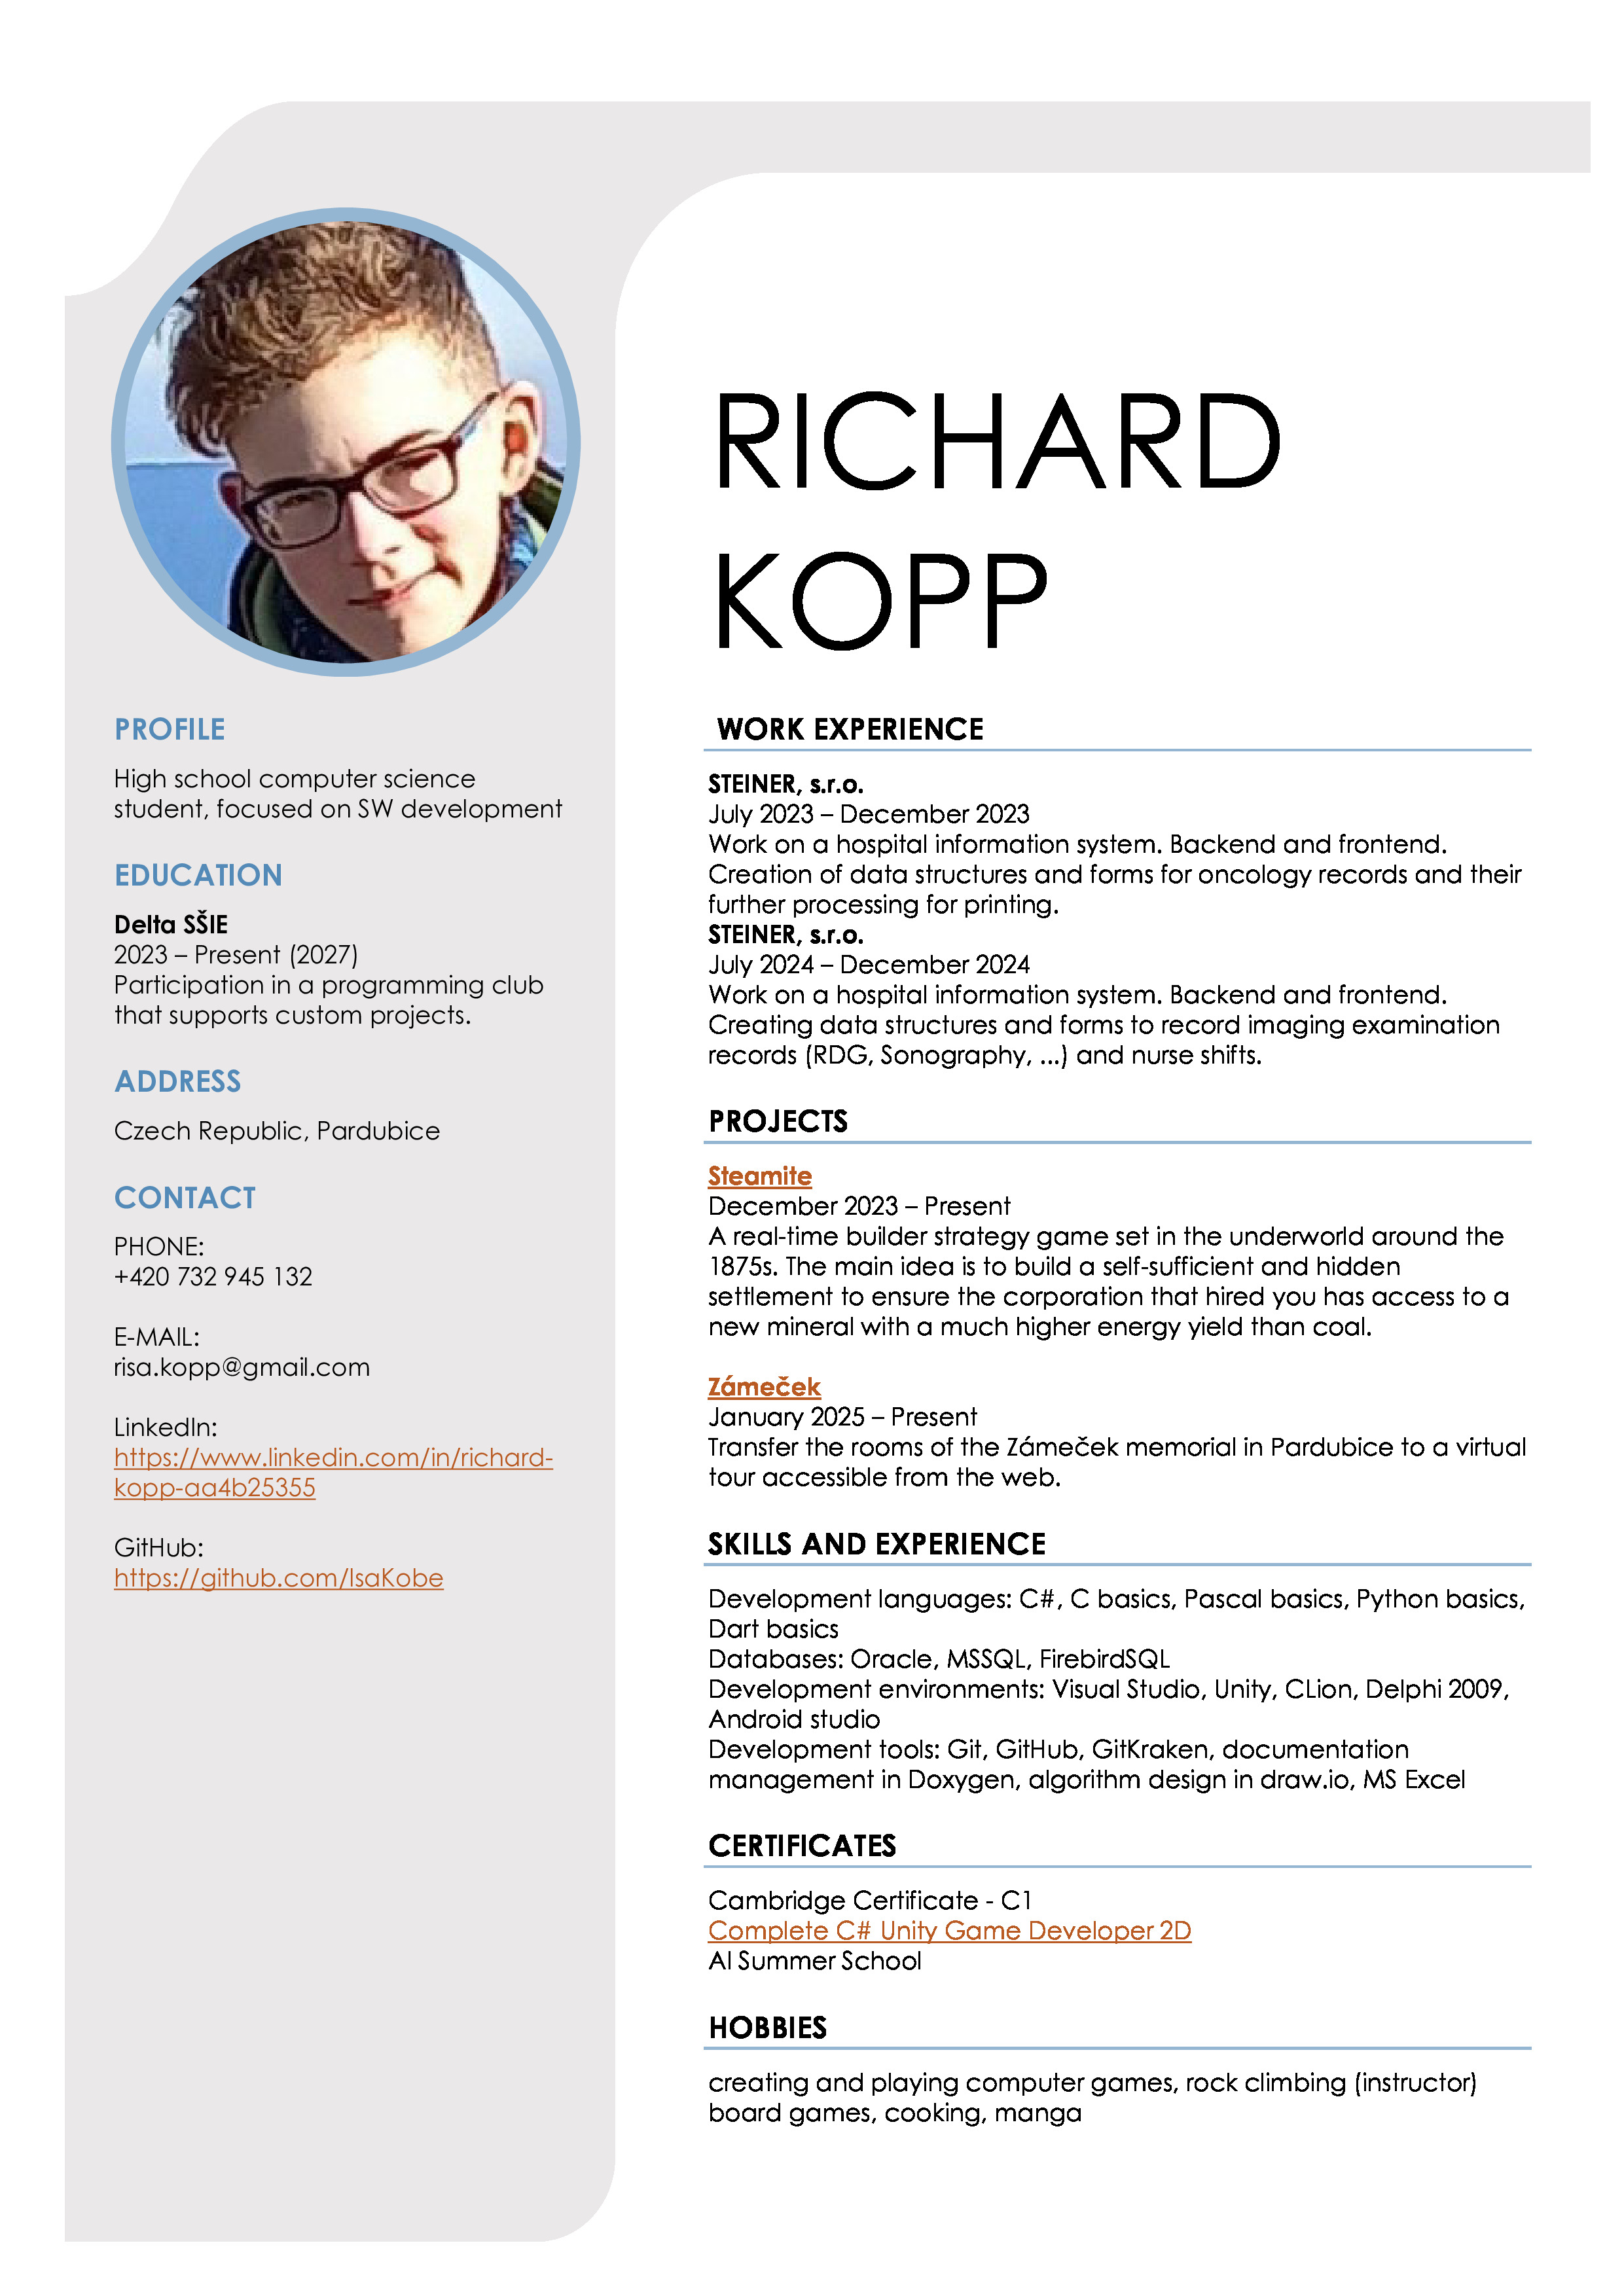 RICHARD
KOPP
PROFILE
High school computer science
student, focused on SW development
EDUCATION
Delta SŠIE
2023 – Present (2027)
Participation in a programming club
that supports custom projects.
ADDRESS
Czech Republic, Pardubice
CONTACT
PHONE:
+420 732 945 132
E-MAIL:
risa.kopp@gmail.com
LinkedIn:
https://www.linkedin.com/in/richard-
kopp-aa4b25355
GitHub:
https://github.com/IsaKobe
WORK EXPERIENCE
STEINER, s.r.o.
July 2023 – December 2023
Work on a hospital information system. Backend and frontend.
Creation of data structures and forms for oncology records and their
further processing for printing.
STEINER, s.r.o.
July 2024 – December 2024
Work on a hospital information system. Backend and frontend.
Creating data structures and forms to record imaging examination
records (RDG, Sonography, ...) and nurse shifts.
PROJECTS
Steamite
December 2023 – Present
A real-time builder strategy game set in the underworld around the
1875s. The main idea is to build a self-sufficient and hidden
settlement to ensure the corporation that hired you has access to a
new mineral with a much higher energy yield than coal.
Zámeček
January 2025 – Present
Transfer the rooms of the Zámeček memorial in Pardubice to a virtual
tour accessible from the web.
SKILLS AND EXPERIENCE
Development languages: C#, C basics, Pascal basics, Python basics,
Dart basics
Databases: Oracle, MSSQL, FirebirdSQL
Development environments: Visual Studio, Unity, CLion, Delphi 2009,
Android studio
Development tools: Git, GitHub, GitKraken, documentation
management in Doxygen, algorithm design in draw.io, MS Excel
CERTIFICATES
Cambridge Certificate - C1
Complete C# Unity Game Developer 2D
AI Summer School
HOBBIES
creating and playing computer games, rock climbing (instructor)
board games, cooking, manga